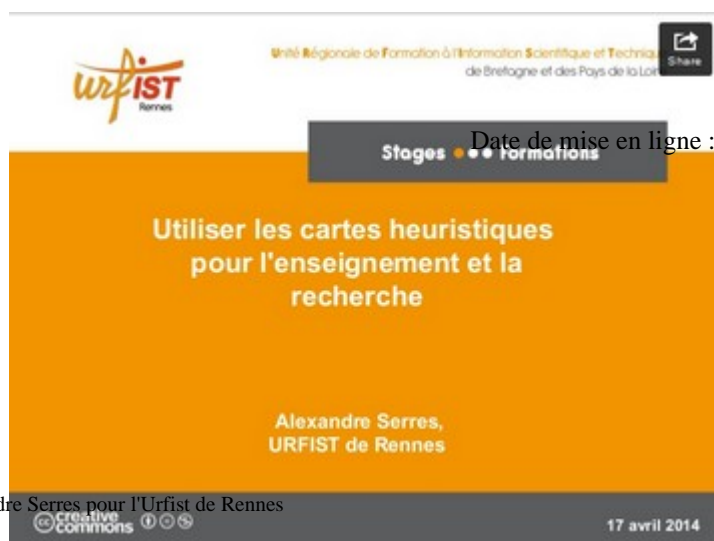 urfist
Rennes
Unité Régionale de Formation à l'Information Scientifique et Techniq
de Bretagne et des Pays de la Loire
Share
Date de mise en ligne :
Stages Formations
Utiliser les cartes heuristiques
pour l'enseignement et la
recherche
Alexandre Serres,
URFIST de Rennes
dre Serres pour l'Urfist de Rennes
cc creative
commons
17 avril 2014